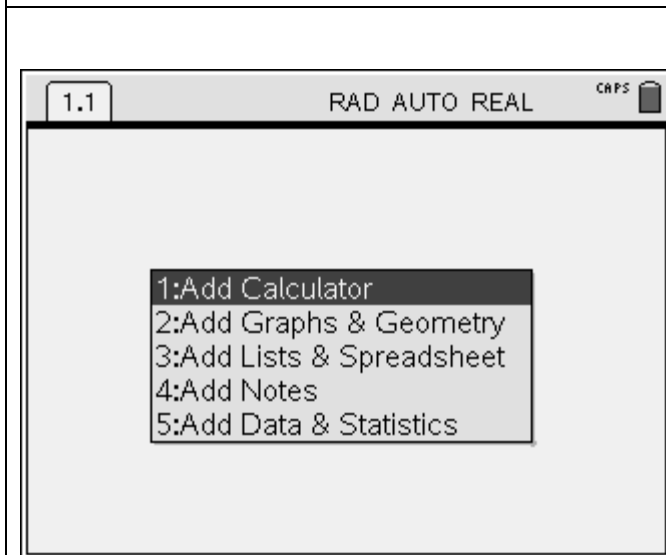 1.1 RAD AUTO REAL CAPS
1:Add Calculator
2:Add Graphs & Geometry
3:Add Lists & Spreadsheet
4:Add Notes
5:Add Data & Statistics